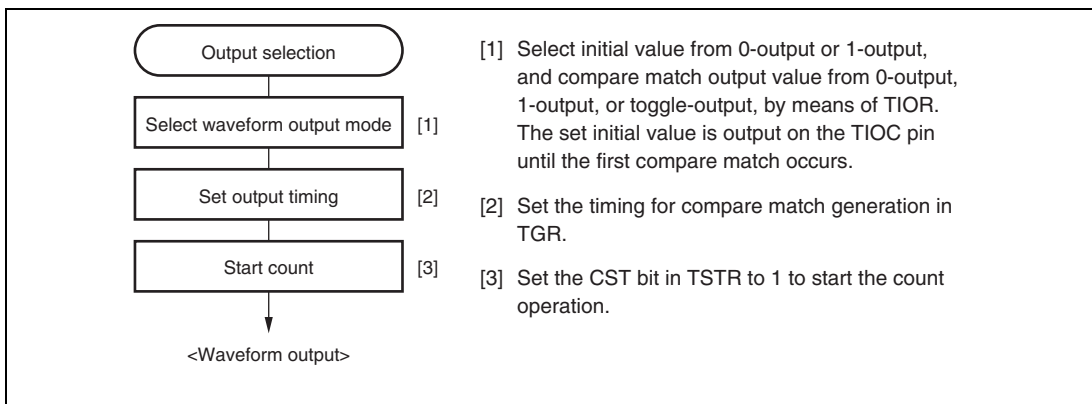 Output selection
Select waveform output mode [1]
Set output timing [2]
Start count [3]
<Waveform output>
[1] Select initial value from 0-output or 1-output,
and compare match output value from 0-output,
1-output, or toggle-output, by means of TIOR.
The set initial value is output on the TIOC pin
until the first compare match occurs.
[2] Set the timing for compare match generation in
TGR.
[3] Set the CST bit in TSTR to 1 to start the count
operation.